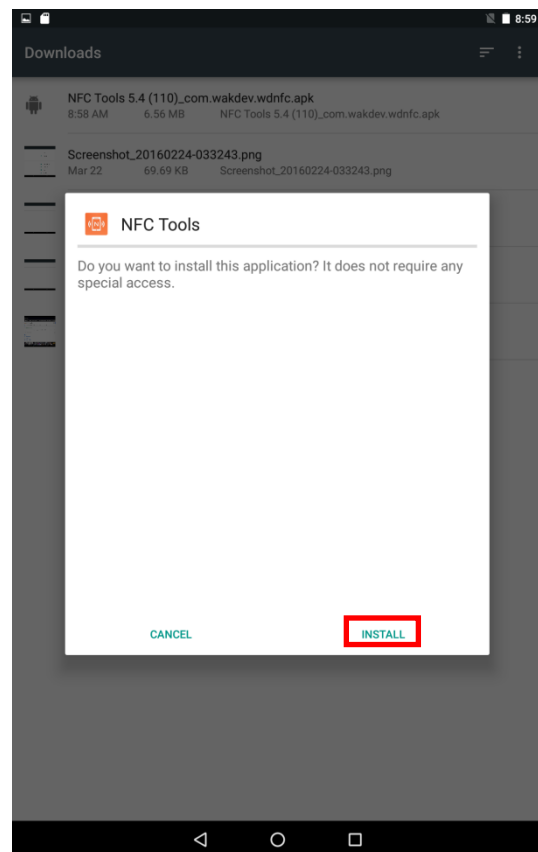 8:59
Downloads
NFC Tools 5.4 (110)_com.wakdev.wdnfc.apk
8:58 AM 6.56 MB NFC Tools 5.4 (110)_com.wakdev.wdnfc.apk
Screenshot_20160224-033243.png
Mar 22 69.69 KB Screenshot_20160224-033243.png
NFC Tools
Do you want to install this application? It does not require any
special access.
CANCEL INSTALL